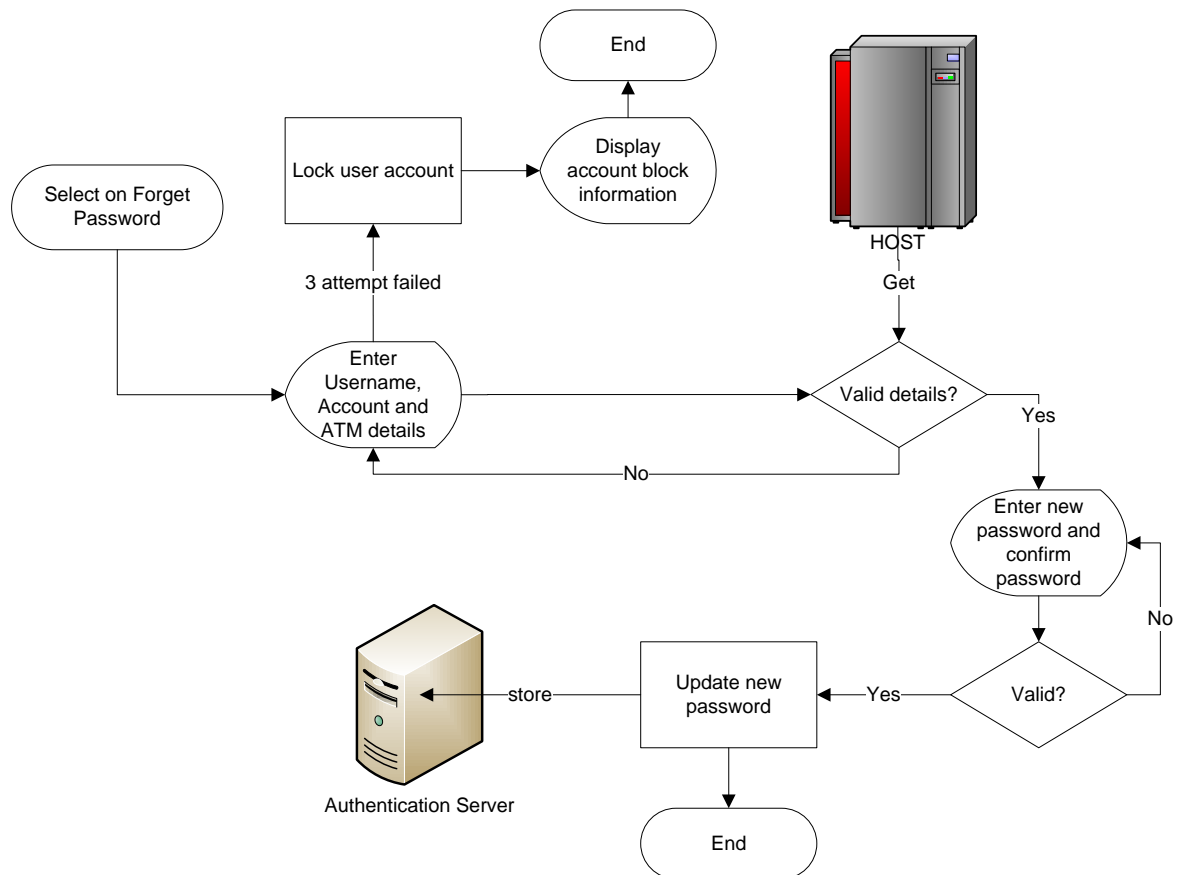 End
Lock user account
Display
account block
information
Select on Forget
Password
HOST
3 attempt failed
Get
Enter
Username,
Account and
ATM details
Valid details?
Yes
No
Enter new
password and
confirm
password
No
Valid?
Yes
Update new
password
store
Authentication Server
End